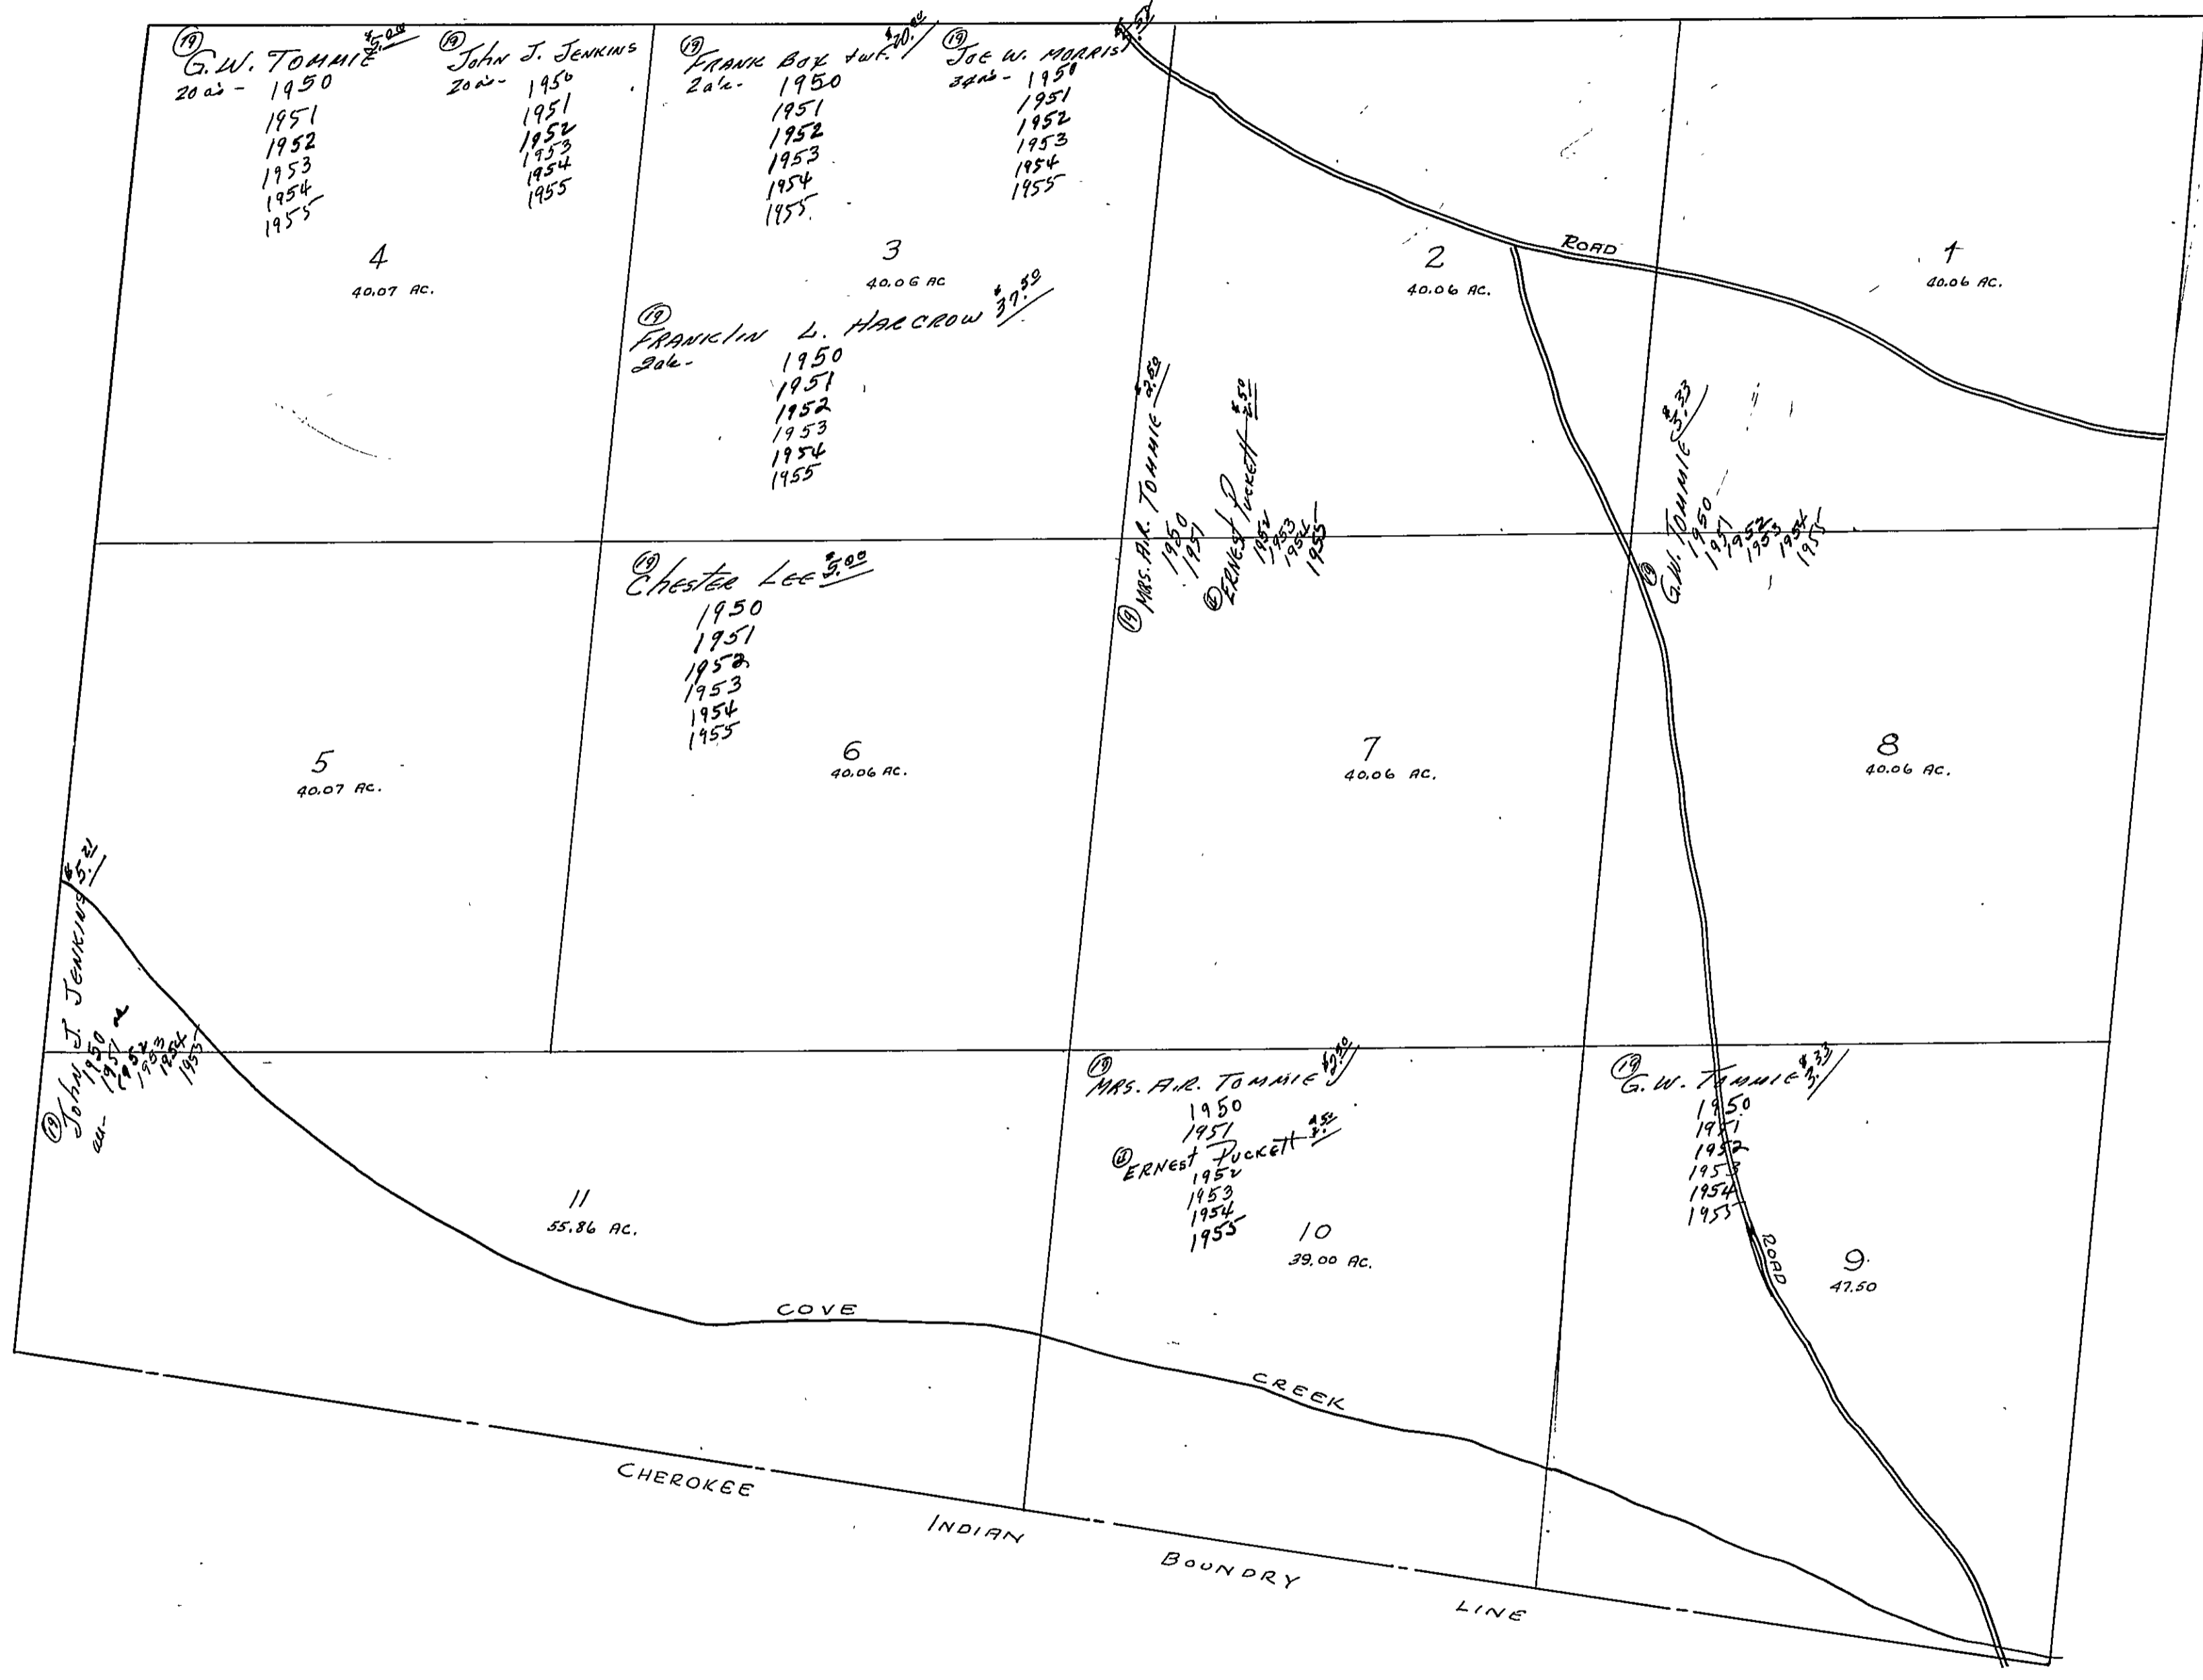 19
G.W. TOMMIE $5.00
20 a's - 1950
1951
1952
1953
1954
1955
4
40.07 AC.
19
John J. JENKINS
20 a's - 1950
1951
1952
1953
1954
1955
19
FRANK BOX & wf. $20.00
2 a's - 1950
1951
1952
1953
1954
1955
3
40.06 AC
19
JOE W. MORRIS
34 a's - 1950
1951
1952
1953
1954
1955
19
FRANKLIN L. HARCROW $37.50
1950
1951
1952
1953
1954
1955
ROAD
2
40.06 AC.
1
40.06 AC.
19 MRS. A.R. TOMMIE $2.50
1950
1951
ERNEST PUCKETT $2.50
1952
1953
1954
1955
19
G.W. TOMMIE $3.33
1950
1951
1952
1953
1954
1955
19
Chester LEE $5.00
1950
1951
1952
1953
1954
1955
5
40.07 AC.
6
40.06 AC.
7
40.06 AC.
8
40.06 AC.
19 John J. JENKINS $5.21
1950
1951
1952
1953
1954
1955
all-
19
MRS. A.R. TOMMIE $2.50
1950
1951
ERNEST PUCKETT $2.50
1952
1953
1954
1955
10
39.00 AC.
19
G.W. TOMMIE $3.33
1950
1951
1952
1953
1954
1955
ROAD
9
47.50
11
55.86 AC.
COVE CREEK
CHEROKEE INDIAN BOUNDRY LINE